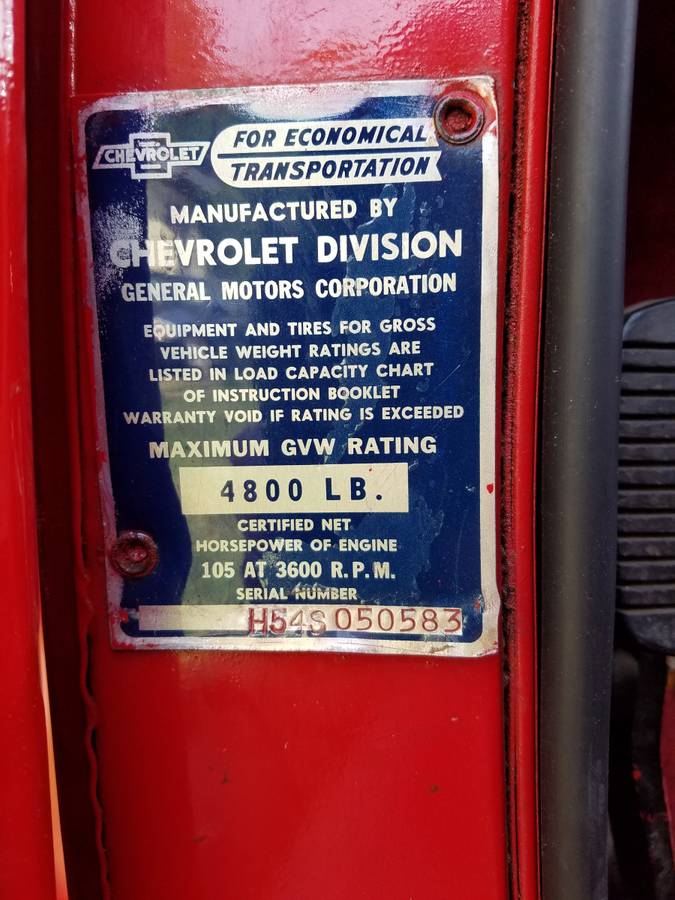 CHEVROLET
FOR ECONOMICAL
TRANSPORTATION
MANUFACTURED BY
CHEVROLET DIVISION
GENERAL MOTORS CORPORATION
EQUIPMENT AND TIRES FOR GROSS
VEHICLE WEIGHT RATINGS ARE
LISTED IN LOAD CAPACITY CHART
OF INSTRUCTION BOOKLET
WARRANTY VOID IF RATING IS EXCEEDED
MAXIMUM GVW RATING
4800 LB.
CERTIFIED NET
HORSEPOWER OF ENGINE
105 AT 3600 R.P.M.
SERIAL NUMBER
H54S050583